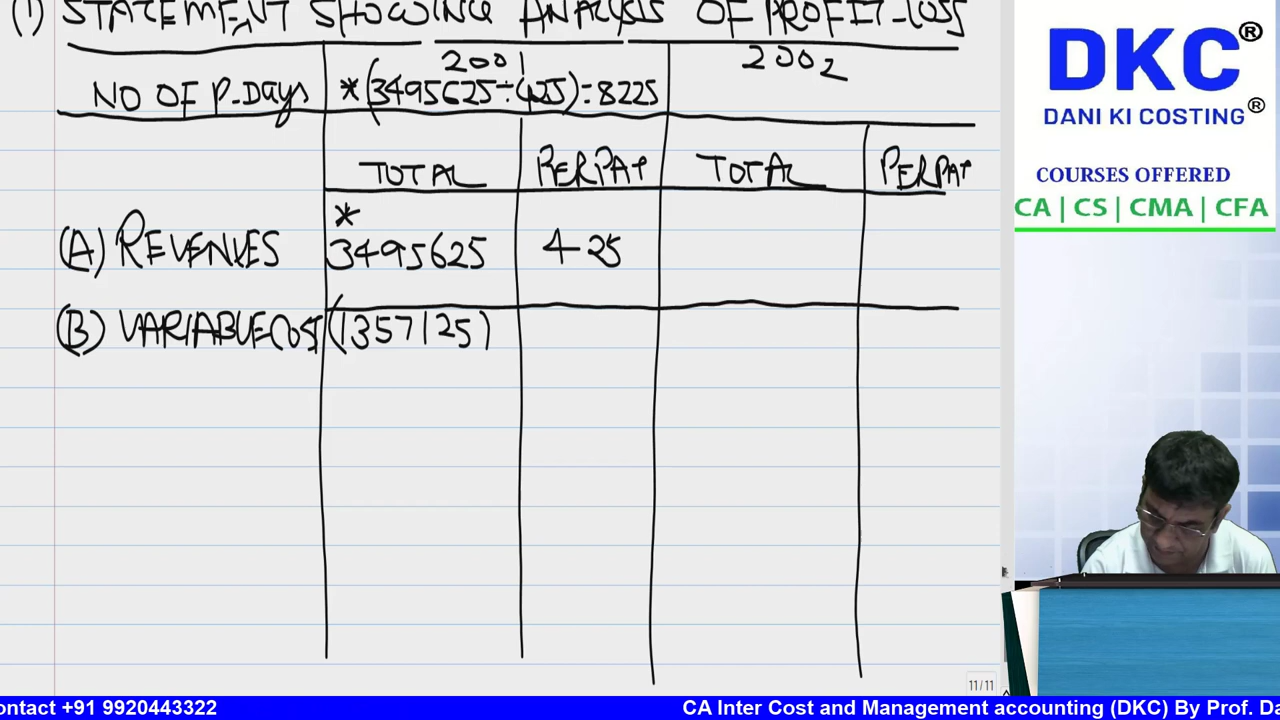 (1) STATEMENT SHOWING ANALYSIS OF PROFIT-LOSS
2001 2002
NO OF P-Days *(3495625÷425)=8225
TOTAL PERPAT TOTAL PERPAT
*
(A) REVENUES 3495625 425
(B) VARIABLE COST (1357125)
DKC®
DANI KI COSTING®
COURSES OFFERED
CA | CS | CMA | CFA
11/11
ontact +91 9920443322 CA Inter Cost and Management accounting (DKC) By Prof. Da